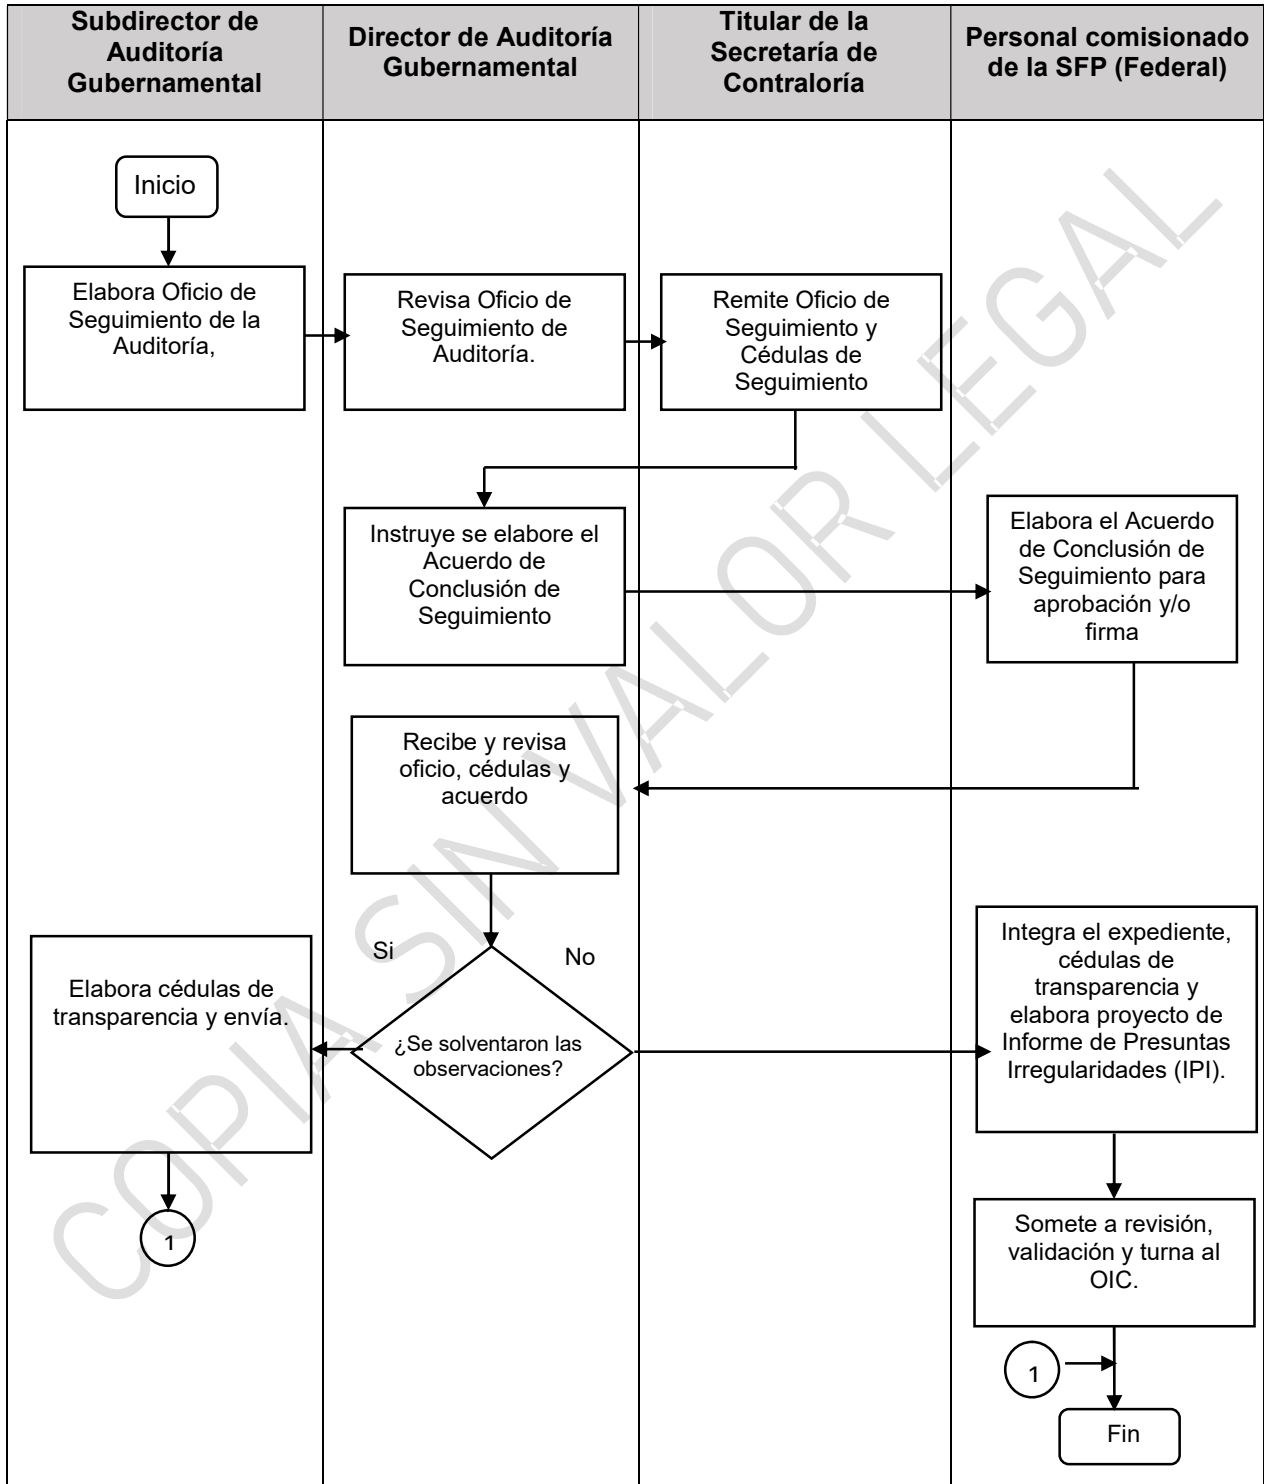 Subdirector de
Auditoría
Gubernamental
Director de Auditoría
Gubernamental
Titular de la
Secretaría de
Contraloría
Personal comisionado
de la SFP (Federal)
Inicio
Elabora Oficio de
Seguimiento de la
Auditoría,
Revisa Oficio de
Seguimiento de
Auditoría.
Remite Oficio de
Seguimiento y
Cédulas de
Seguimiento
Instruye se elabore el
Acuerdo de
Conclusión de
Seguimiento
Elabora el Acuerdo
de Conclusión de
Seguimiento para
aprobación y/o
firma
Recibe y revisa
oficio, cédulas y
acuerdo
Si
No
¿Se solventaron las
observaciones?
Elabora cédulas de
transparencia y envía.
1
Integra el expediente,
cédulas de
transparencia y
elabora proyecto de
Informe de Presuntas
Irregularidades (IPI).
Somete a revisión,
validación y turna al
OIC.
1
Fin
COPIA SIN VALOR LEGAL